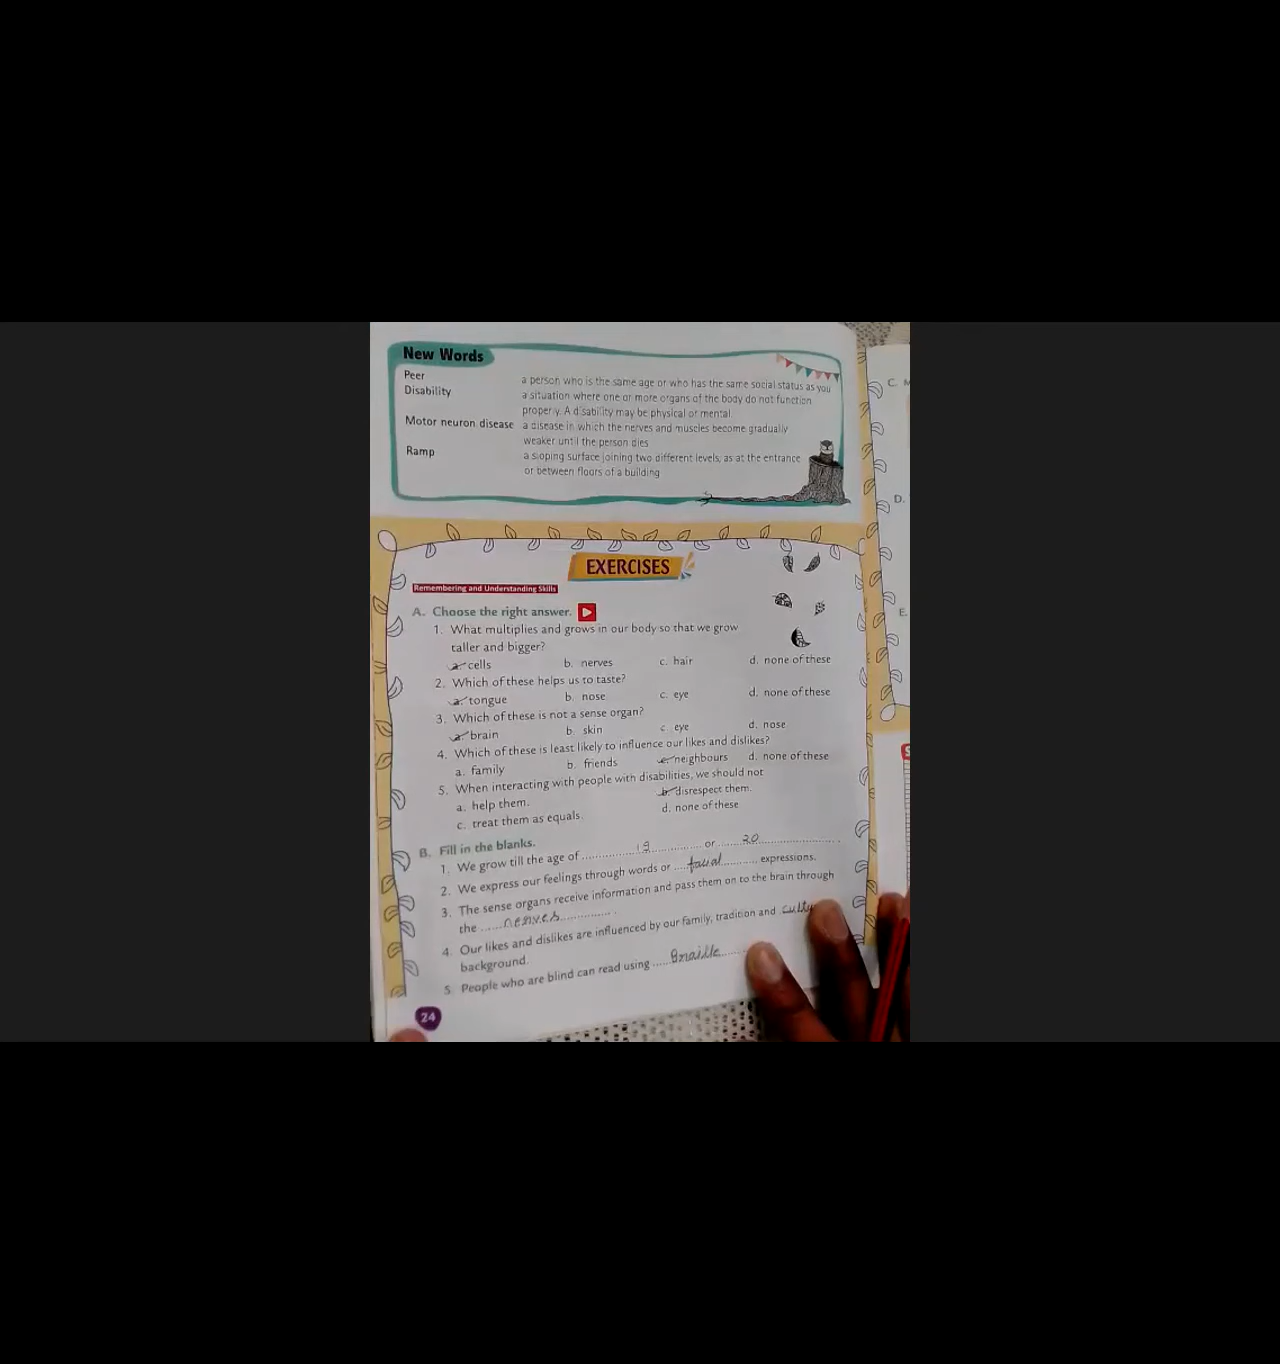 New Words
Peer a person who is the same age or who has the same social status as you
Disability a situation where one or more organs of the body do not function
properly. A disability may be physical or mental.
Motor neuron disease a disease in which the nerves and muscles become gradually
weaker until the person dies
Ramp a sloping surface joining two different levels, as at the entrance
or between floors of a building
EXERCISES
Remembering and Understanding Skills
A. Choose the right answer.
1. What multiplies and grows in our body so that we grow
taller and bigger?
a. cells b. nerves c. hair d. none of these
2. Which of these helps us to taste?
a. tongue b. nose c. eye d. none of these
3. Which of these is not a sense organ?
a. brain b. skin c. eye d. nose
4. Which of these is least likely to influence our likes and dislikes?
a. family b. friends c. neighbours d. none of these
5. When interacting with people with disabilities, we should not
a. help them. b. disrespect them.
c. treat them as equals. d. none of these
B. Fill in the blanks.
1. We grow till the age of 19 or 20.
2. We express our feelings through words or facial expressions.
3. The sense organs receive information and pass them on to the brain through
the nerves.
4. Our likes and dislikes are influenced by our family, tradition and
background.
5. People who are blind can read using Braille
24
C.
D.
E.